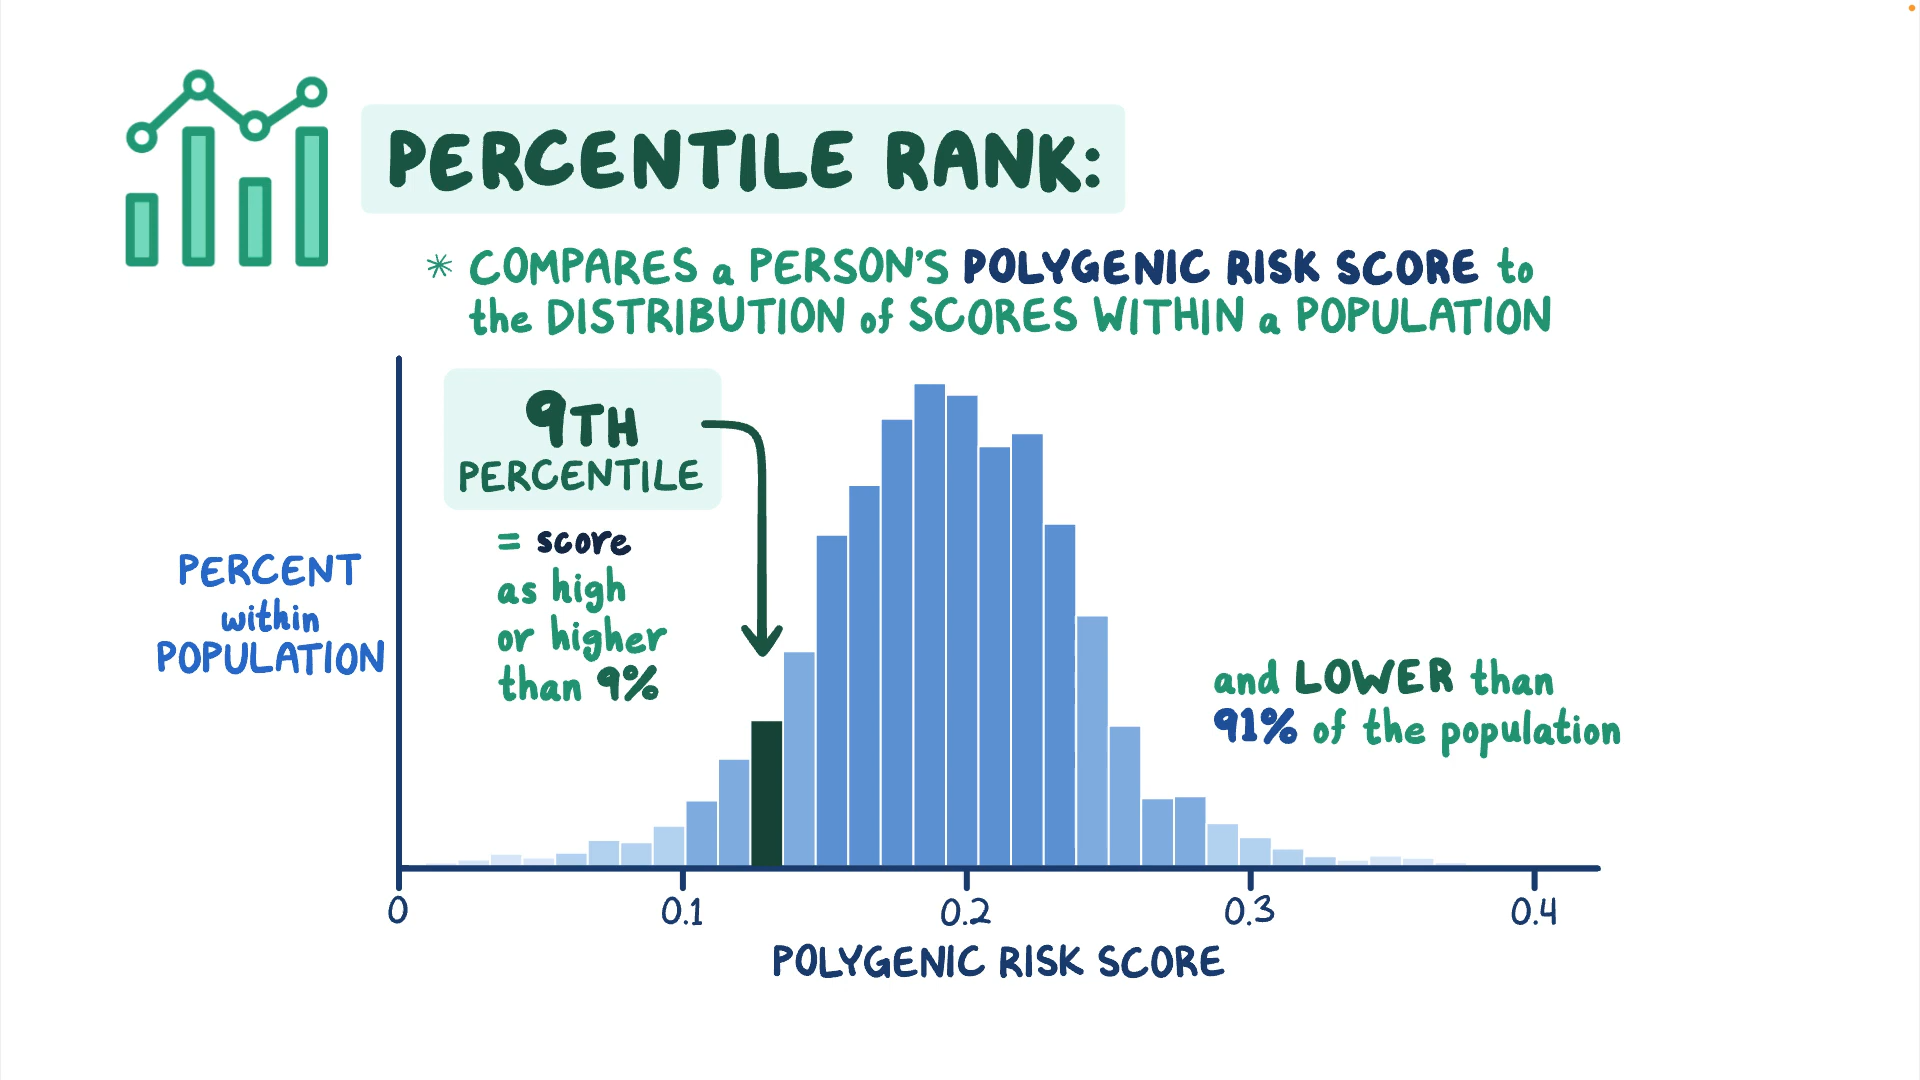 PERCENTILE RANK:
* COMPARES a PERSON'S POLYGENIC RISK SCORE to
the DISTRIBUTION of SCORES WITHIN a POPULATION
9TH
PERCENTILE
= score
as high
or higher
than 9%
PERCENT
within
POPULATION
and LOWER than
91% of the population
0 0.1 0.2 0.3 0.4
POLYGENIC RISK SCORE